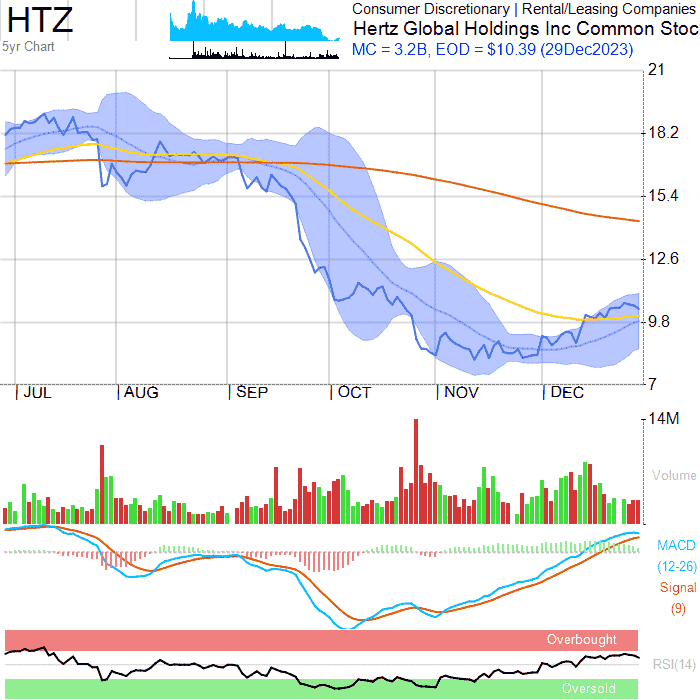 HTZ
5yr Chart
Consumer Discretionary | Rental/Leasing Companies
Hertz Global Holdings Inc Common Stoc
MC = 3.2B, EOD = $10.39 (29Dec2023)
21
18.2
15.4
12.6
9.8
7
JUL AUG SEP OCT NOV DEC
14M
Volume
MACD
(12-26)
Signal
(9)
Overbought
RSI(14)
Oversold